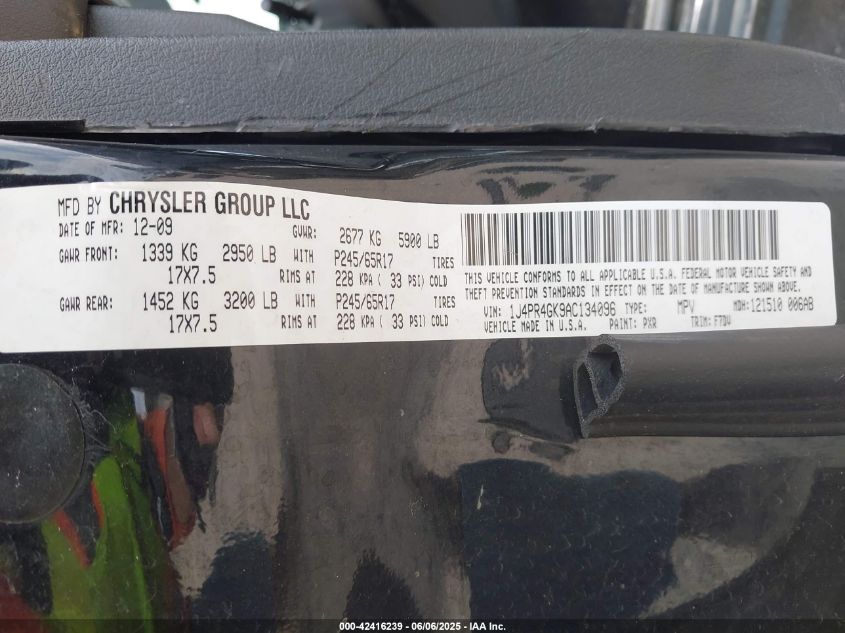 MFD BY CHRYSLER GROUP LLC
DATE OF MFR: 12-09 GVWR: 2677 KG 5900 LB
GAWR FRONT: 1339 KG 2950 LB WITH P245/65R17 TIRES
17X7.5 RIMS AT 228 KPA ( 33 PSI) COLD
GAWR REAR: 1452 KG 3200 LB WITH P245/65R17 TIRES
17X7.5 RIMS AT 228 KPA ( 33 PSI) COLD
THIS VEHICLE CONFORMS TO ALL APPLICABLE U.S.A. FEDERAL MOTOR VEHICLE SAFETY AND
THEFT PREVENTION STANDARDS IN EFFECT ON THE DATE OF MANUFACTURE SHOWN ABOVE.
VIN: 1J4PR4GK9AC134096 TYPE: MPV MDH: 121510 006AB
VEHICLE MADE IN U.S.A. PAINT: PXR TRIM: F7DV
000-42416239 - 06/06/2025 - IAA Inc.